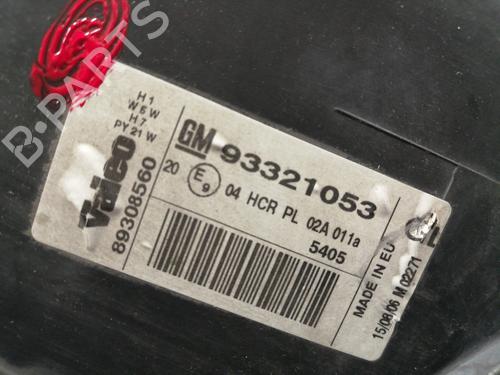 B-PARTS
H1
W5W
H7
PY21W
Valeo
89308560
GM 93321053
20 E9 04 HCR PL 02A 011a
5405
MADE IN EU
15/08/06 M 02271